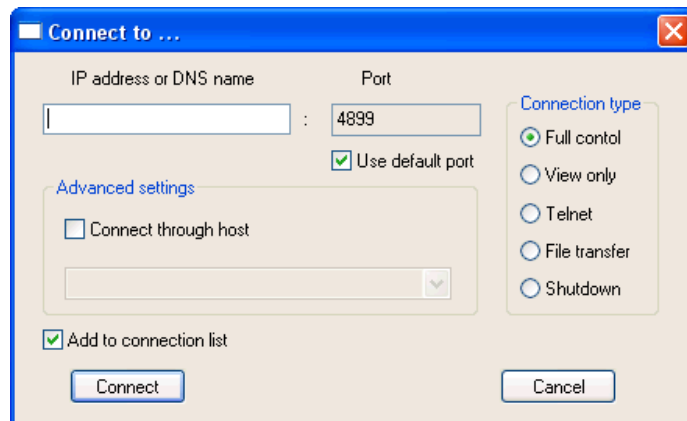 Connect to ...
IP address or DNS name
Port
:
4899
Use default port
Connection type
Full contol
View only
Telnet
File transfer
Shutdown
Advanced settings
Connect through host
Add to connection list
Connect
Cancel